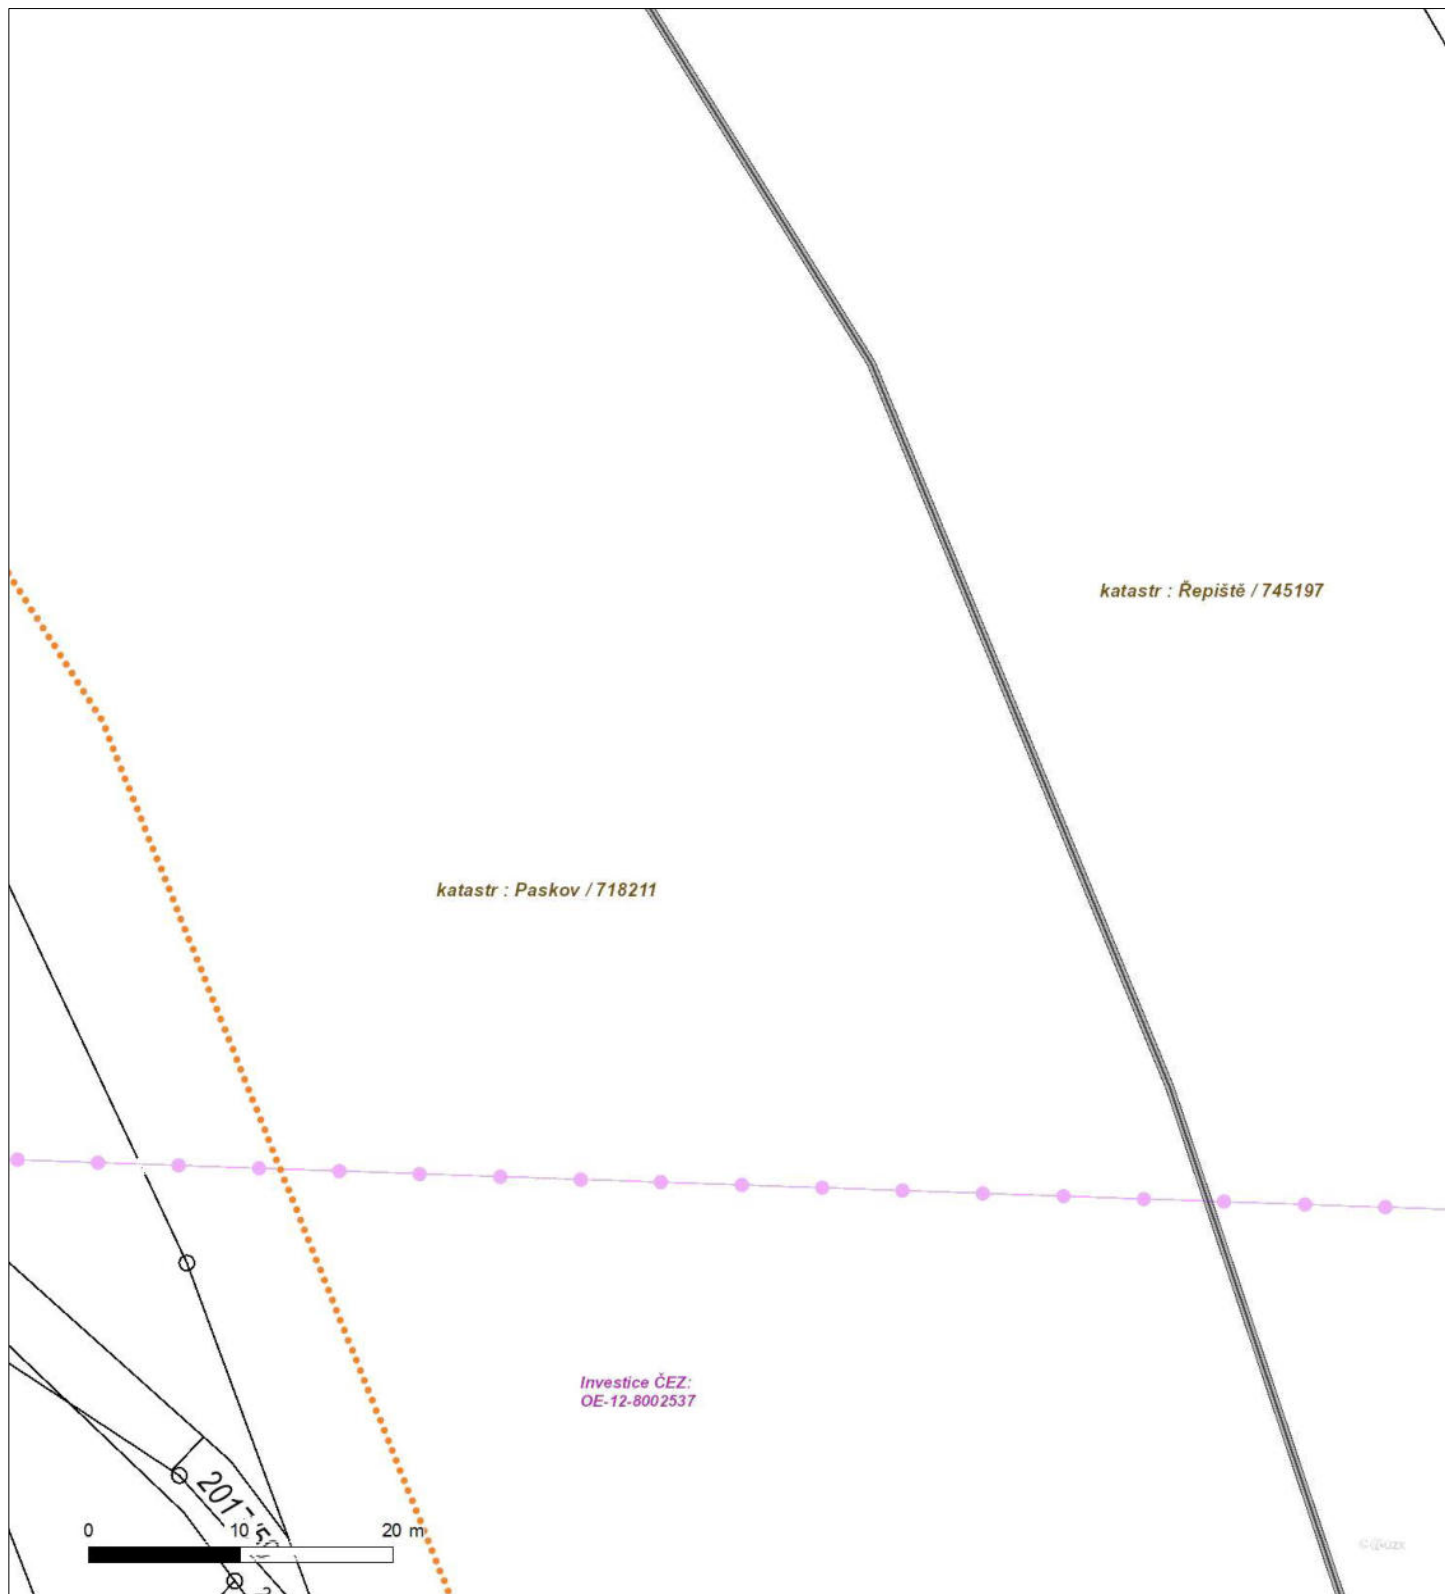 katastr : Řepiště / 745197
katastr : Paskov / 718211
Investice ČEZ:
OE-12-8002537
0 10 20 m